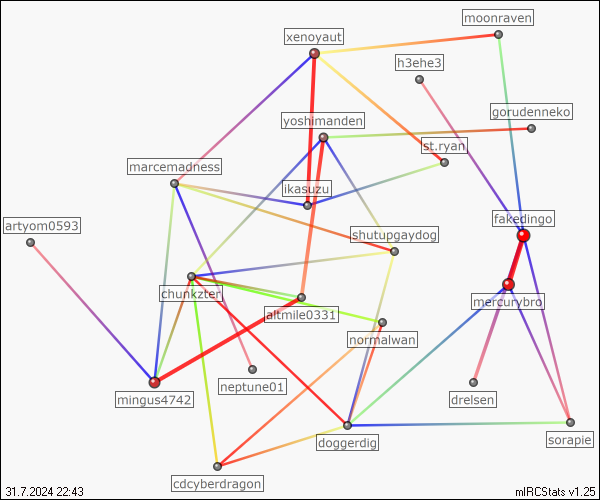 moonraven
xenoyaut
h3ehe3
gorudenneko
yoshimanden
st.ryan
marcemadness
ikasuzu
artyom0593
fakedingo
shutupgaydog
chunkzter
mercurybro
altmile0331
normalwan
neptune01
mingus4742
drelsen
doggerdig
sorapie
cdcyberdragon
31.7.2024 22:43
mIRCStats v1.25